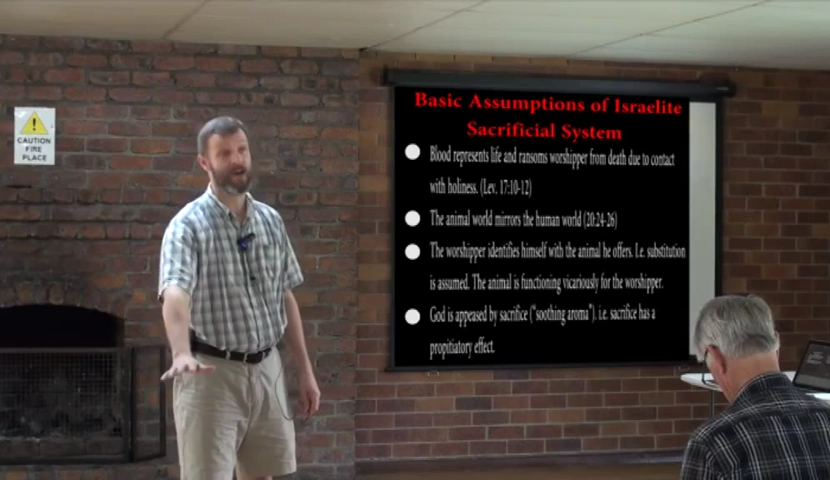 CAUTION
FIRE
PLACE
Basic Assumptions of Israelite
Sacrificial System
Blood represents life and ransoms worshipper from death due to contact
with holiness. (Lev. 17:10-12)
The animal world mirrors the human world (20:24-26)
The worshipper identifies himself with the animal he offers. I.e. substitution
is assumed. The animal is functioning vicariously for the worshipper.
God is appeased by sacrifice ("soothing aroma"). i.e. sacrifice has a
propitiatory effect.